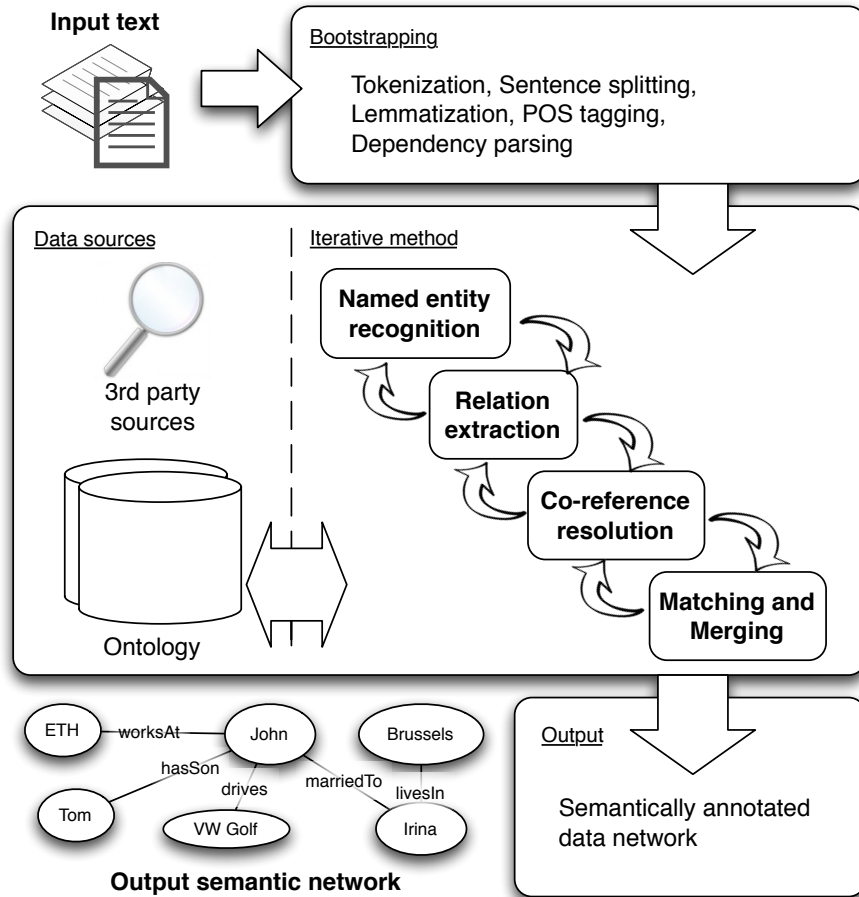 Input text
Bootstrapping
Tokenization, Sentence splitting,
Lemmatization, POS tagging,
Dependency parsing
Data sources
3rd party
sources
Ontology
Iterative method
Named entity
recognition
Relation
extraction
Co-reference
resolution
Matching and
Merging
ETH
worksAt
John
Brussels
hasSon
drives
marriedTo
livesIn
Tom
VW Golf
Irina
Output semantic network
Output
Semantically annotated
data network